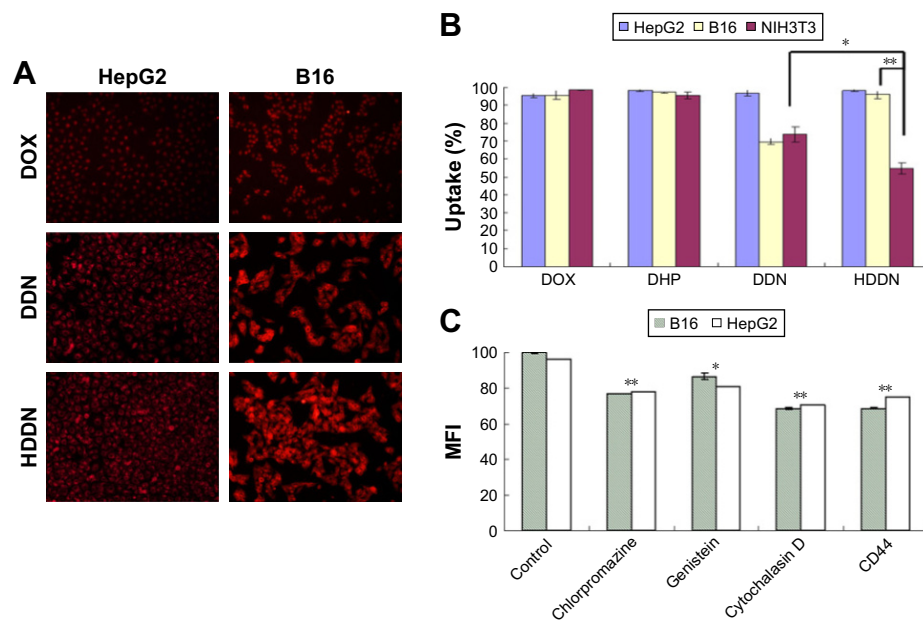 A
HepG2
B16
DOX
DDN
HDDN
B
HepG2
B16
NIH3T3
*
**
Uptake (%)
100
90
80
70
60
50
40
30
20
10
0
DOX
DHP
DDN
HDDN
C
B16
HepG2
MFI
100
80
60
40
20
0
**
*
**
**
Control
Chlorpromazine
Genistein
Cytochalasin D
CD44